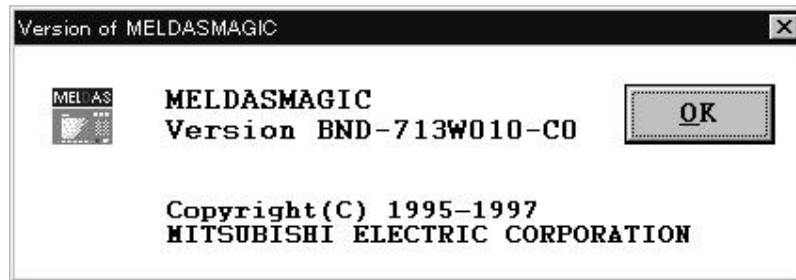 Version of MELDASMAGIC
MELDAS
MELDASMAGIC
Version BND-713W010-C0
OK
Copyright(C) 1995-1997
MITSUBISHI ELECTRIC CORPORATION